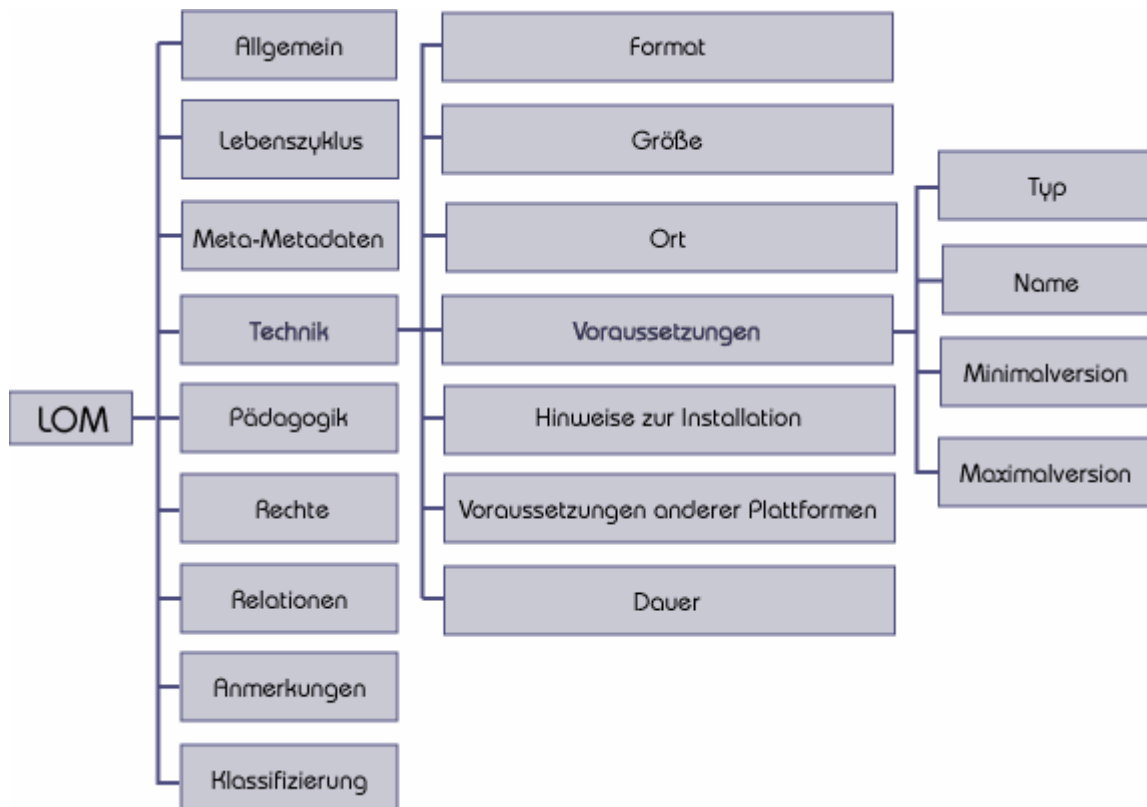 LOM
Allgemein
Lebenszyklus
Meta-Metadaten
Technik
Pädagogik
Rechte
Relationen
Anmerkungen
Klassifizierung
Format
Größe
Ort
Voraussetzungen
Hinweise zur Installation
Voraussetzungen anderer Plattformen
Dauer
Typ
Name
Minimalversion
Maximalversion